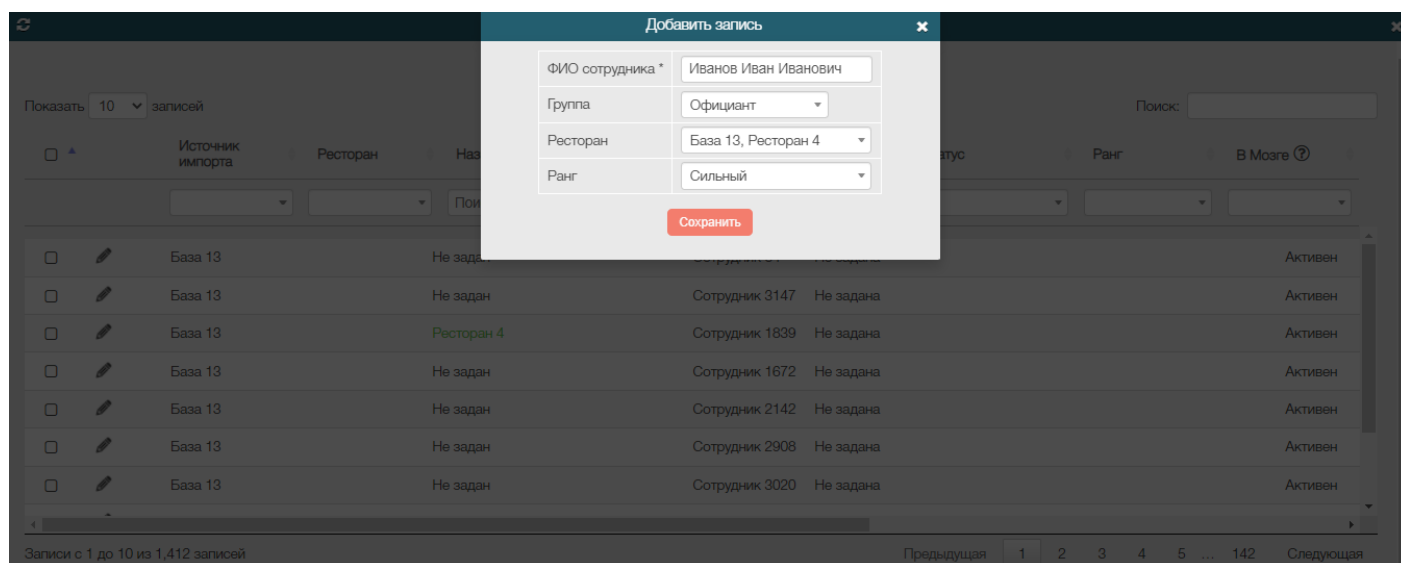 Добавить запись
ФИО сотрудника * Иванов Иван Иванович
Показать 10 записей Группа Официант Поиск:
Источник импорта Ресторан Наз Ресторан База 13, Ресторан 4 атус Ранг В Мозге ?
Ранг Сильный
Пои
Сохранить
База 13 Не задан Не задана Активен
База 13 Не задан Сотрудник 3147 Не задана Активен
База 13 Ресторан 4 Сотрудник 1839 Не задана Активен
База 13 Не задан Сотрудник 1672 Не задана Активен
База 13 Не задан Сотрудник 2142 Не задана Активен
База 13 Не задан Сотрудник 2908 Не задана Активен
База 13 Не задан Сотрудник 3020 Не задана Активен
Записи с 1 до 10 из 1,412 записей Предыдущая 1 2 3 4 5 ... 142 Следующая